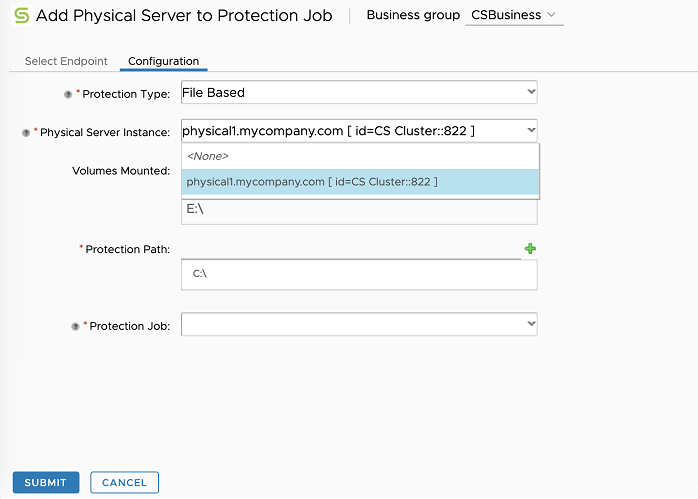 Add Physical Server to Protection Job
Business group CSBusiness
Select Endpoint Configuration
* Protection Type: File Based
* Physical Server Instance: physical1.mycompany.com [ id=CS Cluster::822 ]
<None>
Volumes Mounted: physical1.mycompany.com [ id=CS Cluster::822 ]
E:\
* Protection Path:
C:\
* Protection Job:
SUBMIT CANCEL